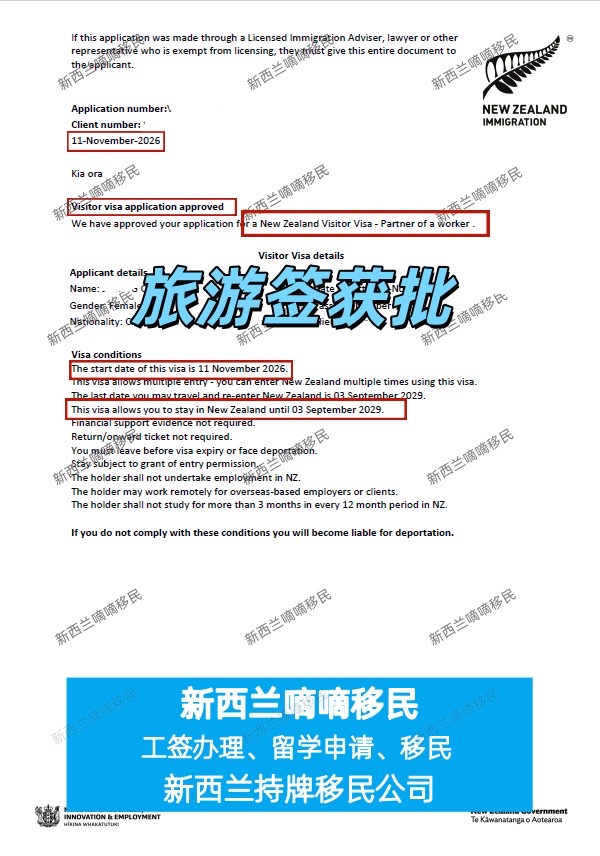 If this application was made through a Licensed Immigration Adviser, lawyer or other
representative who is exempt from licensing, they must give this entire document to
the applicant.
NEW ZEALAND
IMMIGRATION
Application number:
Client number:
11-November-2026
Kia ora
Visitor visa application approved
We have approved your application for a New Zealand Visitor Visa - Partner of a worker .
Visitor Visa details
Applicant details
Name:
Gender: Female
Nationality:
旅游签获批
Visa conditions
The start date of this visa is 11 November 2026.
This visa allows multiple entry - you can enter New Zealand multiple times using this visa.
The last date you may travel and re-enter New Zealand is 03 September 2029.
This visa allows you to stay in New Zealand until 03 September 2029.
Financial support evidence not required.
Return/onward ticket not required.
You must leave before visa expiry or face deportation.
Stay subject to grant of entry permission.
The holder shall not undertake employment in NZ.
The holder may work remotely for overseas-based employers or clients.
The holder shall not study for more than 3 months in every 12 month period in NZ.
If you do not comply with these conditions you will become liable for deportation.
新西兰嘀嘀移民
新西兰嘀嘀移民
工签办理、留学申请、移民
新西兰持牌移民公司
INNOVATION & EMPLOYMENT
HĪKINA WHAKATUTUKI
New Zealand Government
Te Kāwanatanga o Aotearoa